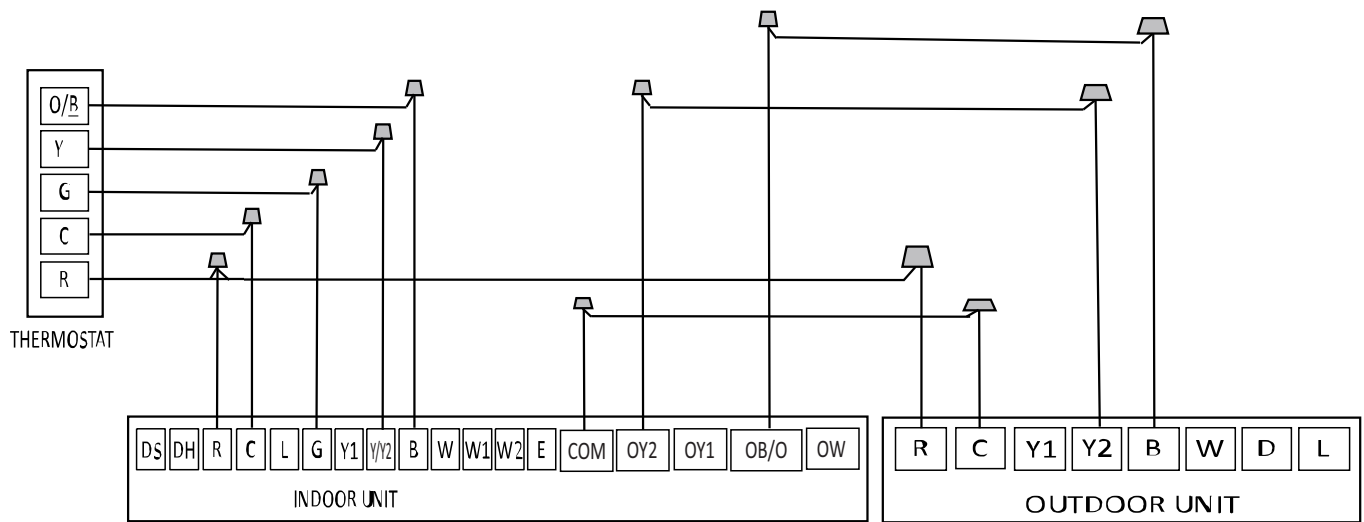 O/B
Y
G
C
R
THERMOSTAT
DS DH R C L G Y1 Y/Y2 B W W1 W2 E COM OY2 OY1 OB/O OW
INDOOR UNIT
R C Y1 Y2 B W D L
OUTDOOR UNIT